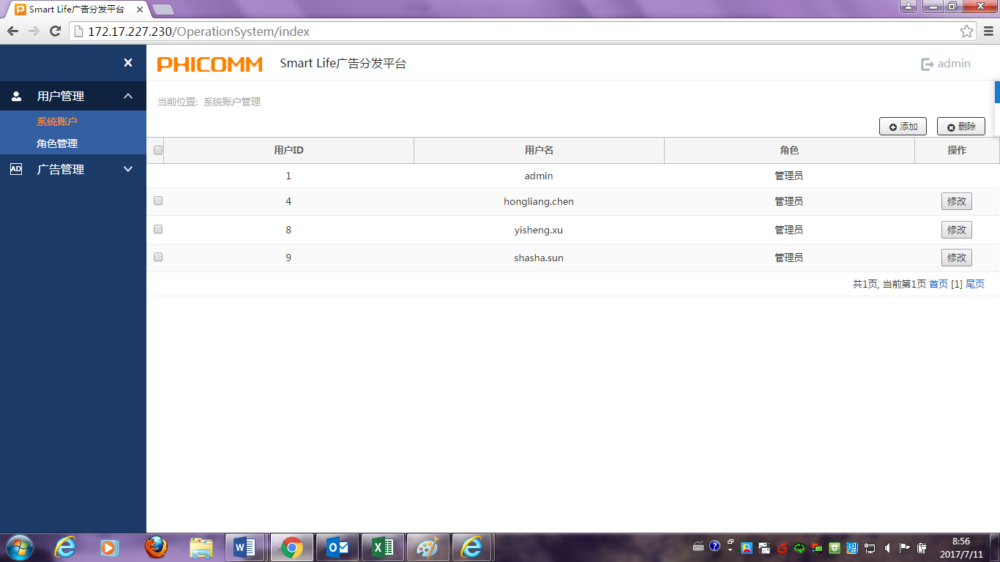 Smart Life广告分发平台
172.17.227.230/OperationSystem/index
PHICOMM Smart Life广告分发平台 admin
用户管理
系统账户
角色管理
AD 广告管理
当前位置: 系统账户管理
添加 删除
用户ID 用户名 角色 操作
1 admin 管理员
4 hongliang.chen 管理员 修改
8 yisheng.xu 管理员 修改
9 shasha.sun 管理员 修改
共1页, 当前第1页 首页 [1] 尾页
8:56
2017/7/11